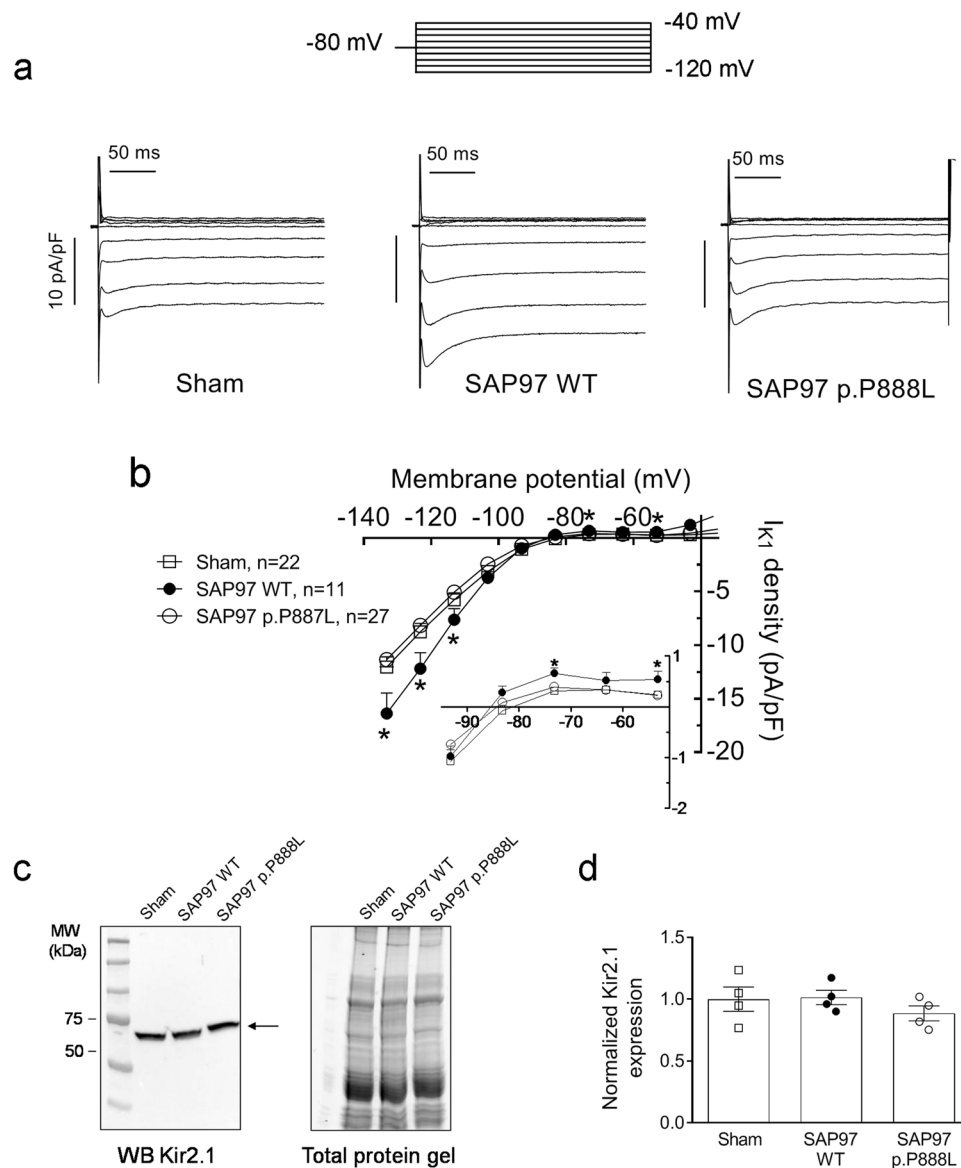 -40 mV
-80 mV
-120 mV
a
50 ms
50 ms
50 ms
10 pA/pF
Sham
SAP97 WT
SAP97 p.P888L
b
Membrane potential (mV)
-140 -120 -100 -80 * -60 *
Sham, n=22
SAP97 WT, n=11
SAP97 p.P887L, n=27
-5
-10
-15
-20
IK1 density (pA/pF)
*
*
*
* *
1
-90 -80 -70 -60
-1
-2
c
Sham
SAP97 WT
SAP97 p.P888L
MW
(kDa)
75
50
WB Kir2.1
Sham
SAP97 WT
SAP97 p.P888L
Total protein gel
d
Normalized Kir2.1
expression
1.5
1.0
0.5
0.0
Sham
SAP97
WT
SAP97
p.P888L